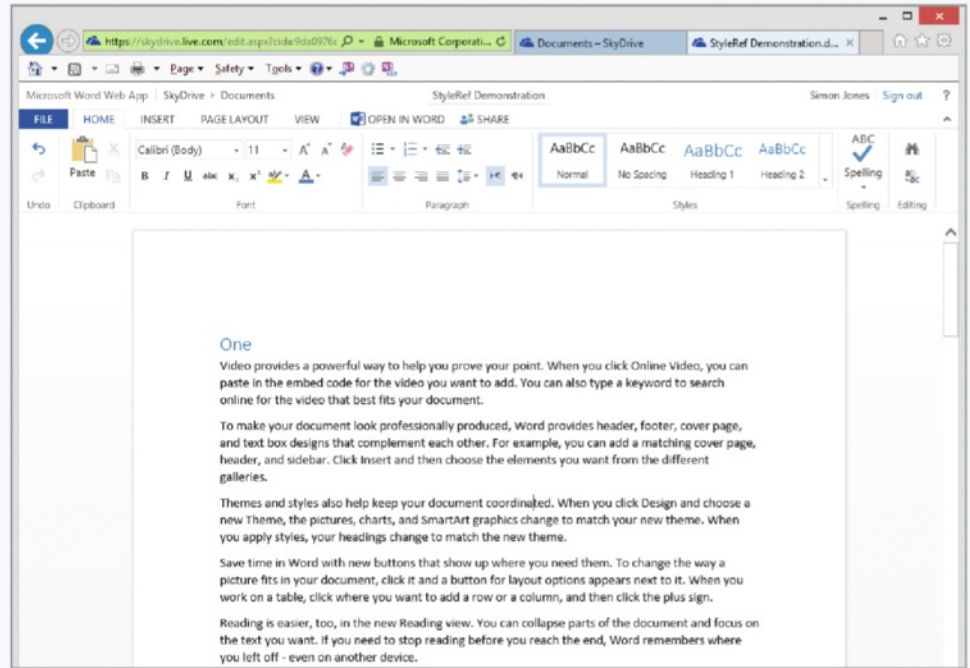 https://skydrive.live.com/edit.aspx?cid=9da0976c Microsoft Corporati... Documents – SkyDrive StyleRef Demonstration.d...
Page Safety Tools
Microsoft Word Web App | SkyDrive Documents StyleRef Demonstration Simon Jones Sign out ?
FILE HOME INSERT PAGE LAYOUT VIEW OPEN IN WORD SHARE
Calibri (Body) 11 AaBbCc AaBbCc AaBbCc AaBbCc ABC
Paste B I U abc x, x' A Normal No Spacing Heading 1 Heading 2 Spelling
Undo Clipboard Font Paragraph Styles Spelling Editing
One
Video provides a powerful way to help you prove your point. When you click Online Video, you can
paste in the embed code for the video you want to add. You can also type a keyword to search
online for the video that best fits your document.
To make your document look professionally produced, Word provides header, footer, cover page,
and text box designs that complement each other. For example, you can add a matching cover page,
header, and sidebar. Click Insert and then choose the elements you want from the different
galleries.
Themes and styles also help keep your document coordinated. When you click Design and choose a
new Theme, the pictures, charts, and SmartArt graphics change to match your new theme. When
you apply styles, your headings change to match the new theme.
Save time in Word with new buttons that show up where you need them. To change the way a
picture fits in your document, click it and a button for layout options appears next to it. When you
work on a table, click where you want to add a row or a column, and then click the plus sign.
Reading is easier, too, in the new Reading view. You can collapse parts of the document and focus on
the text you want. If you need to stop reading before you reach the end, Word remembers where
you left off - even on another device.